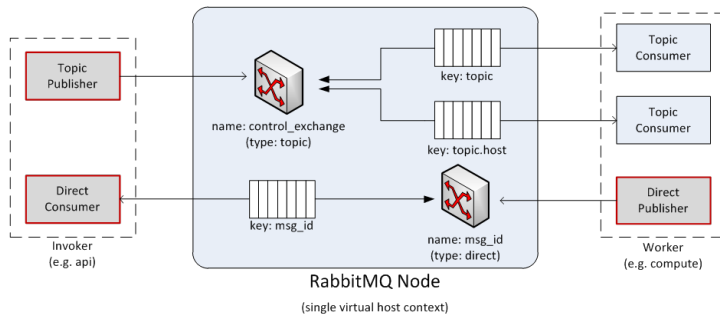 Topic
Publisher
name: control_exchange
(type: topic)
key: topic
Topic
Consumer
key: topic.host
Topic
Consumer
Direct
Consumer
key: msg_id
name: msg_id
(type: direct)
Direct
Publisher
Invoker
(e.g. api)
Worker
(e.g. compute)
RabbitMQ Node
(single virtual host context)